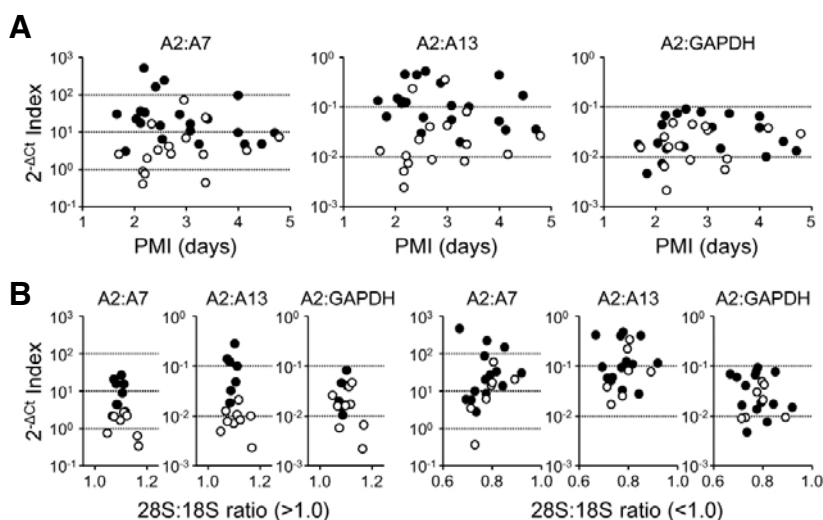 A
A2:A7 A2:A13 A2:GAPDH
2^-ΔCt Index
10³ 10² 10¹ 10⁰ 10⁻¹
10⁰ 10⁻¹ 10⁻² 10⁻³
10⁰ 10⁻¹ 10⁻² 10⁻³
1 2 3 4 5 1 2 3 4 5 1 2 3 4 5
PMI (days) PMI (days) PMI (days)
B
A2:A7 A2:A13 A2:GAPDH A2:A7 A2:A13 A2:GAPDH
2^-ΔCt Index
10³ 10² 10¹ 10⁰ 10⁻¹
10⁰ 10⁻¹ 10⁻² 10⁻³
10⁰ 10⁻¹ 10⁻² 10⁻³
10³ 10² 10¹ 10⁰ 10⁻¹
10⁰ 10⁻¹ 10⁻² 10⁻³
10⁰ 10⁻¹ 10⁻² 10⁻³
1.0 1.2 1.0 1.2 1.0 1.2 0.6 0.8 1.0 0.6 0.8 1.0 0.6 0.8 1.0
28S:18S ratio (>1.0) 28S:18S ratio (<1.0)